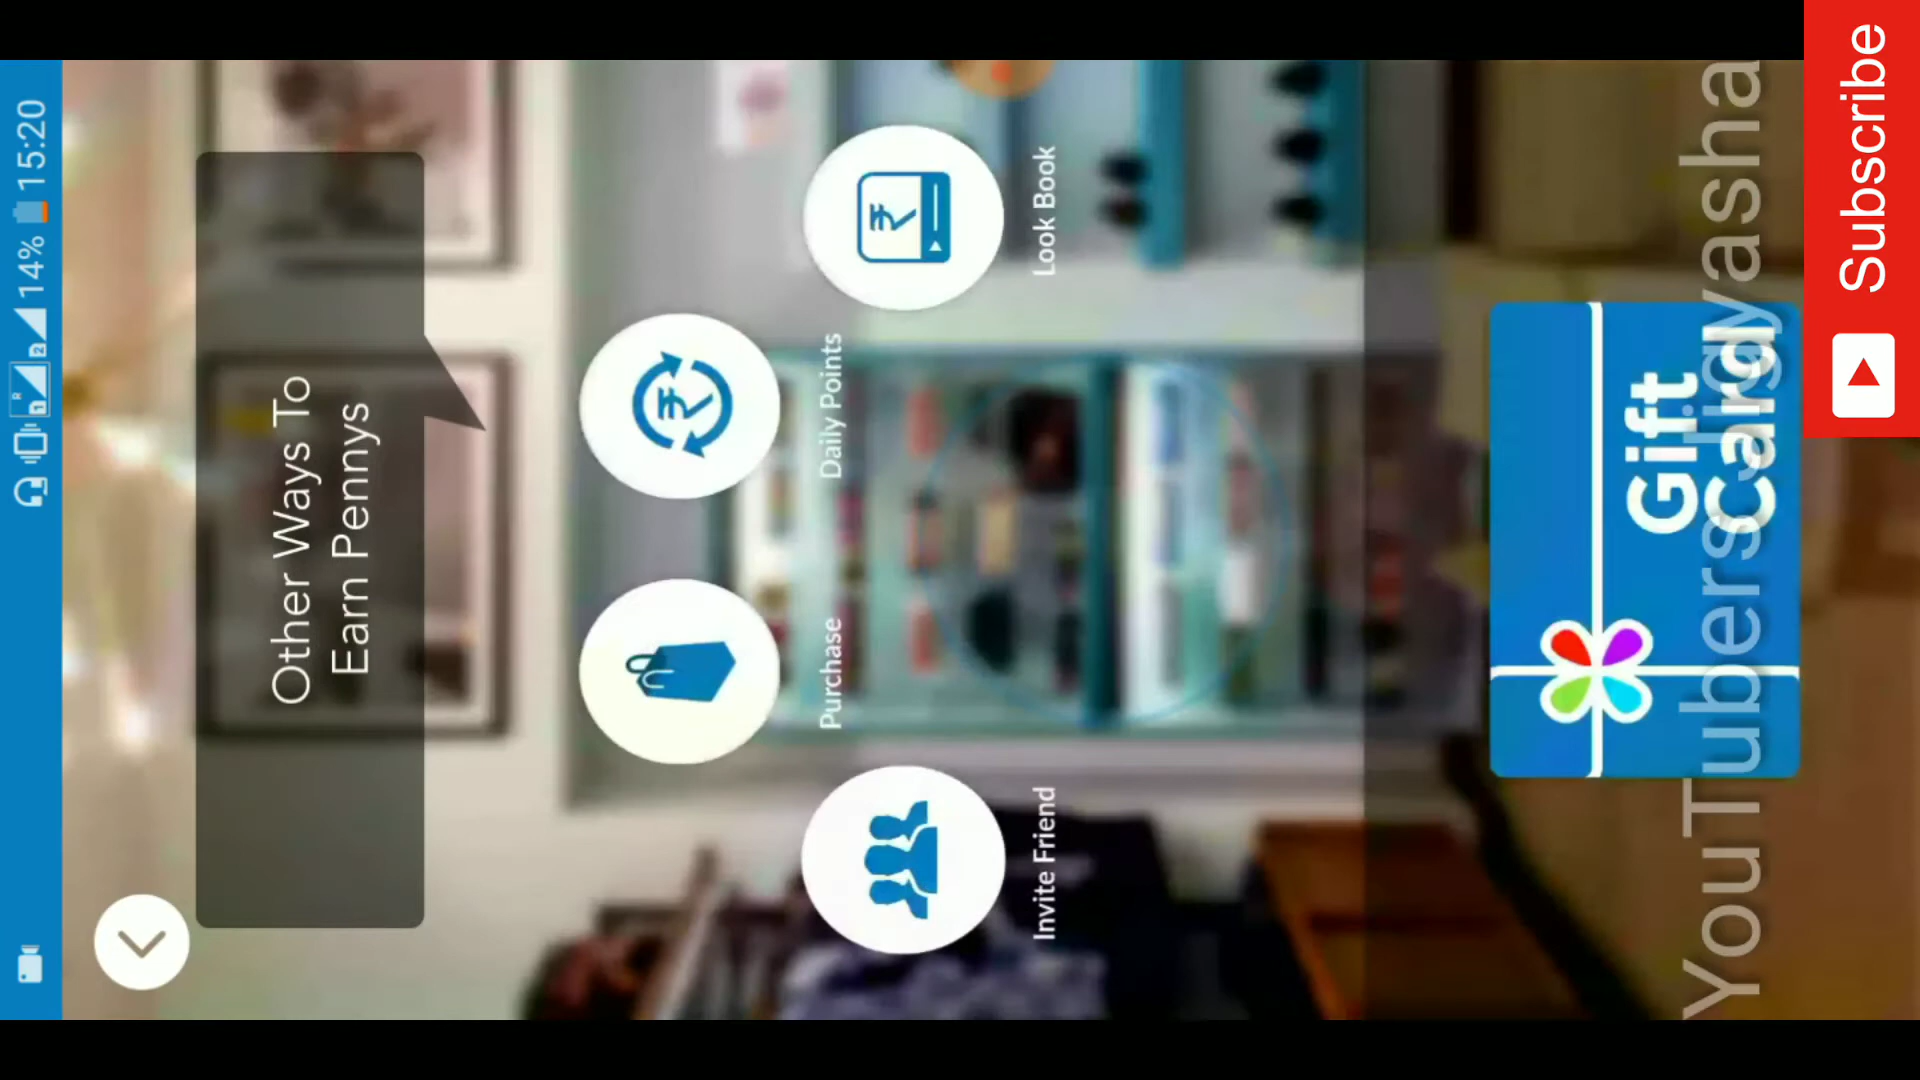 14% 15:20
Other Ways To
Earn Pennys
Invite Friend
Purchase
Daily Points
Look Book
Gift
Card
YouTubers Jigyasha
Subscribe